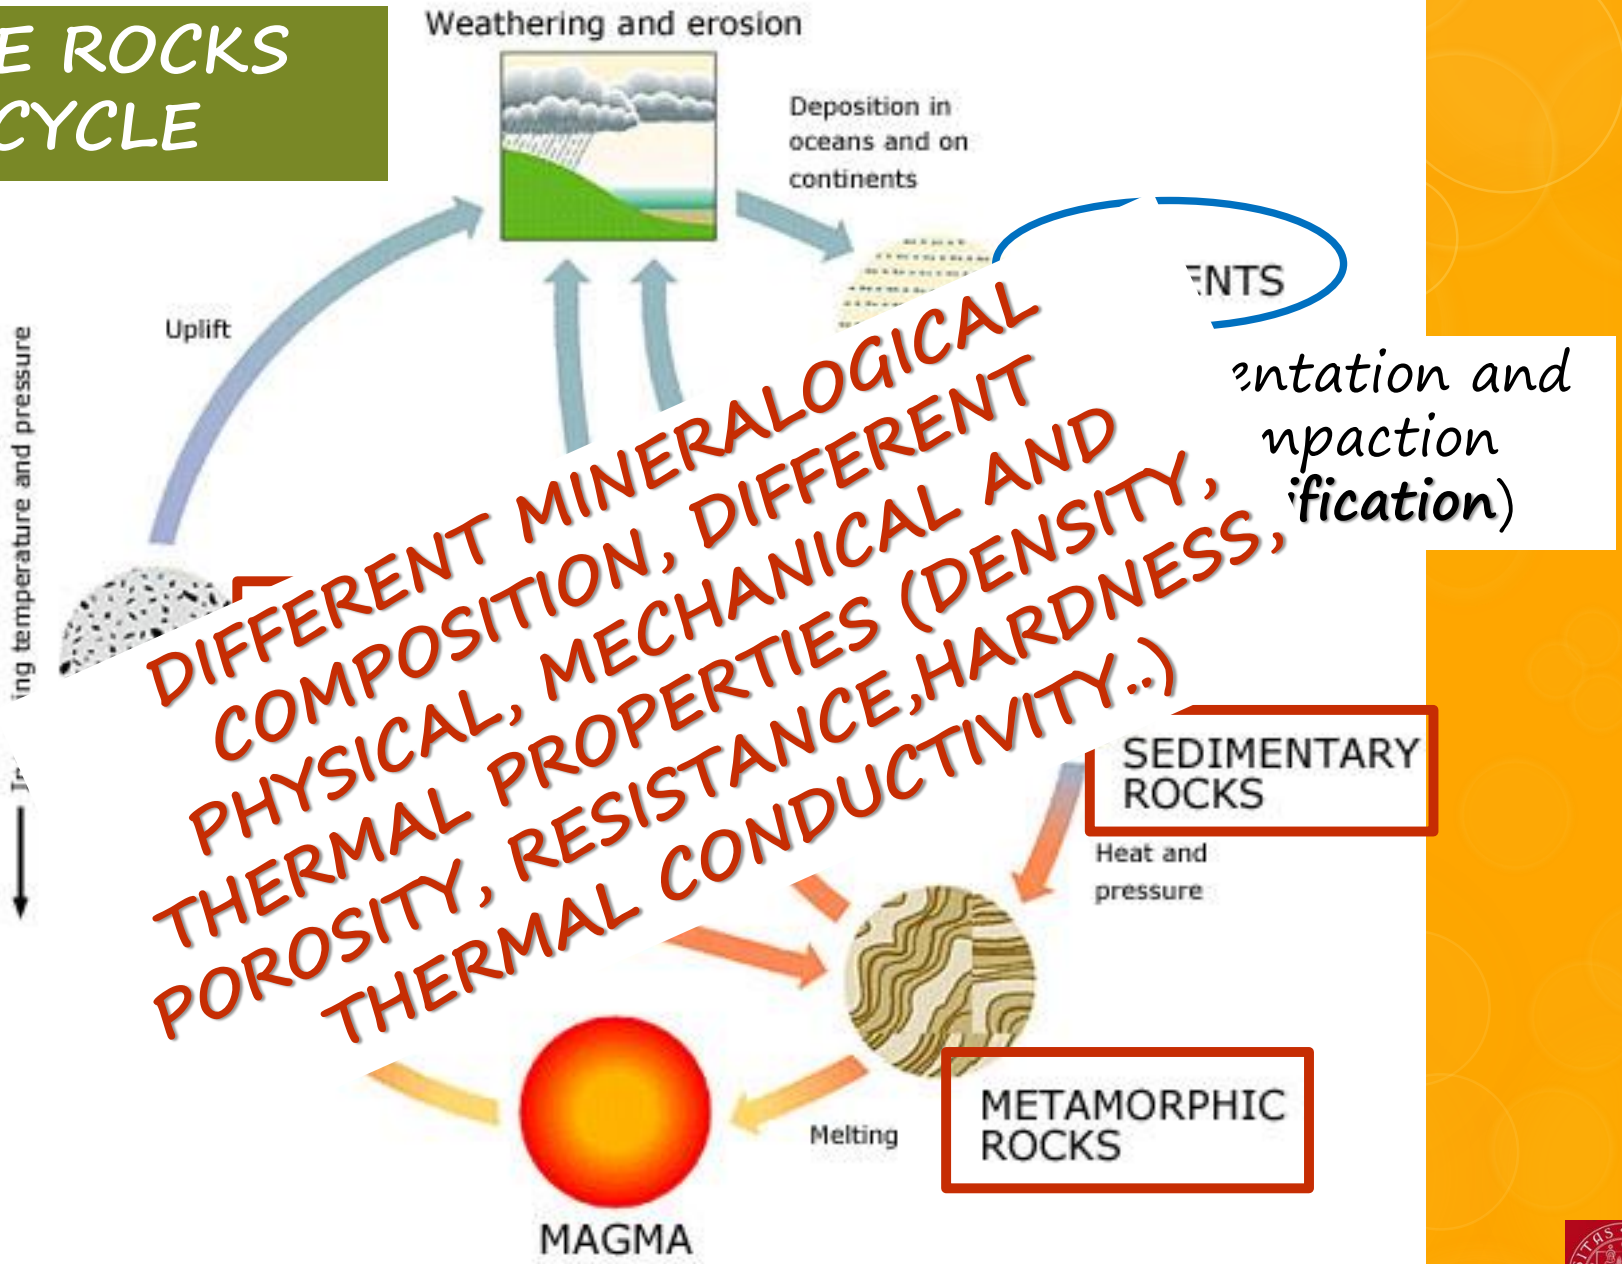 E ROCKS
CYCLE
Weathering and erosion
Deposition in
oceans and on
continents
Uplift
ENTS
entation and
mpaction
ification)
ing temperature and pressure
DIFFERENT MINERALOGICAL
COMPOSITION, DIFFERENT
PHYSICAL, MECHANICAL AND
THERMAL PROPERTIES (DENSITY,
POROSITY, RESISTANCE,HARDNESS,
THERMAL CONDUCTIVITY..)
SEDIMENTARY
ROCKS
Heat and
pressure
METAMORPHIC
ROCKS
Melting
MAGMA